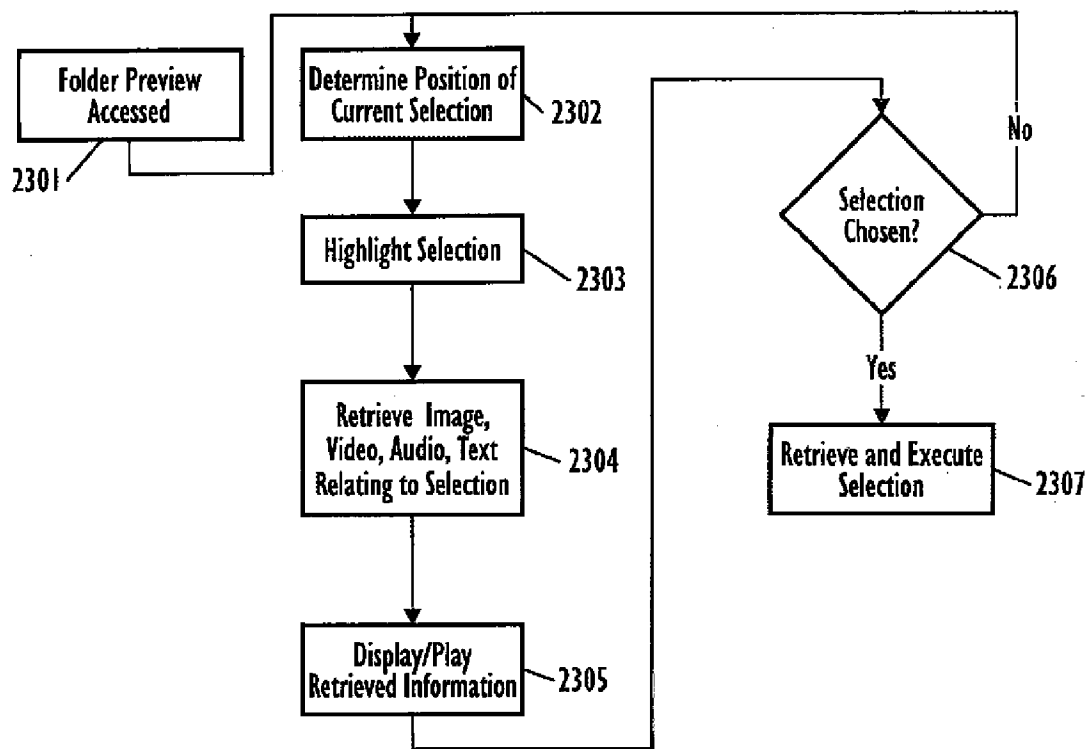 Folder Preview
Accessed
2301
Determine Position of
Current Selection
2302
Highlight Selection
2303
Retrieve Image,
Video, Audio, Text
Relating to Selection
2304
Display/Play
Retrieved Information
2305
Selection
Chosen?
2306
No
Yes
Retrieve and Execute
Selection
2307